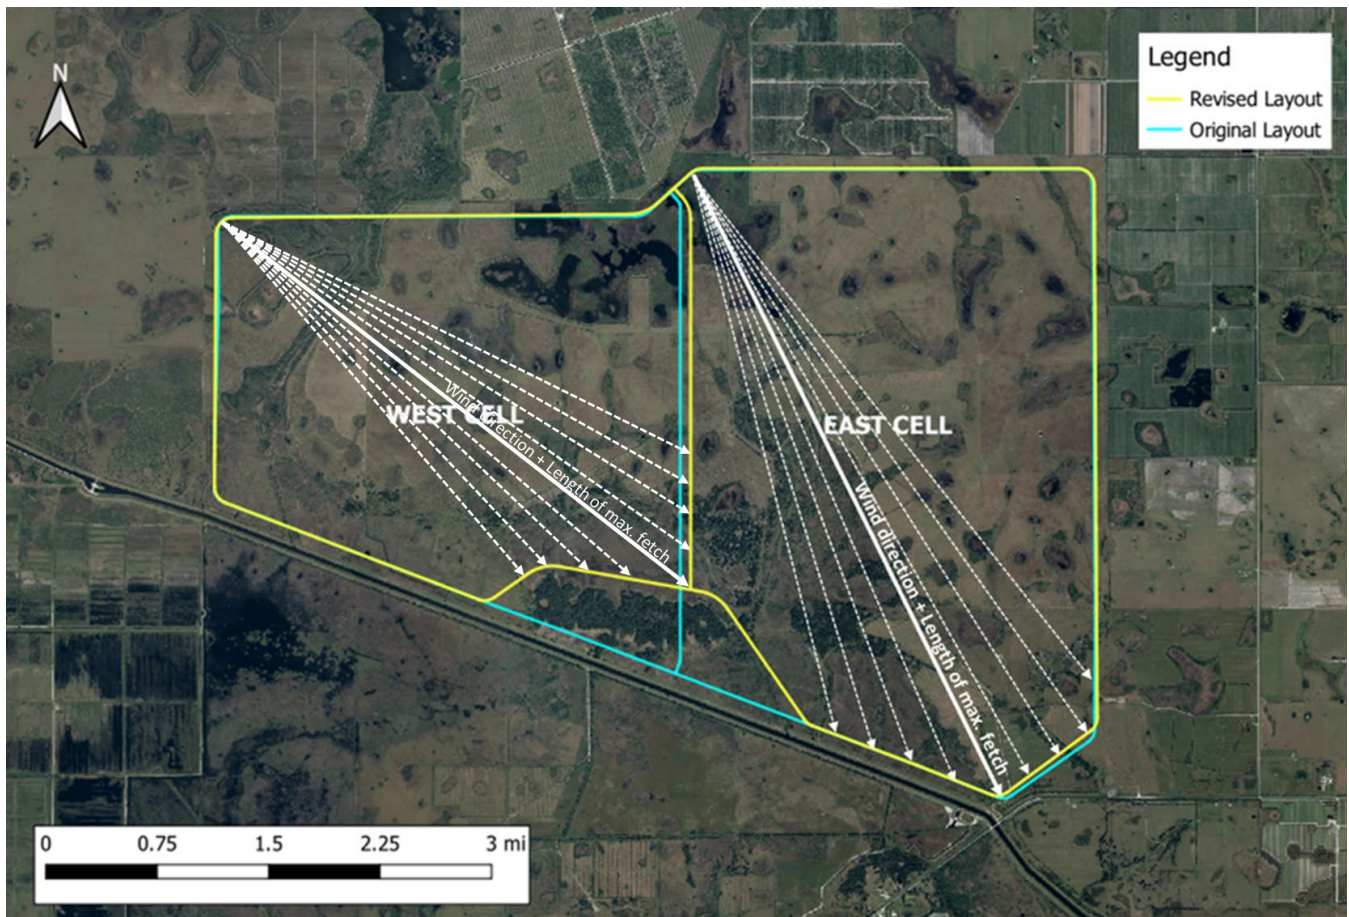 N
Legend
Revised Layout
Original Layout
WEST CELL
Wind direction + Length of max. fetch
EAST CELL
Wind direction + Length of max. fetch
0 0.75 1.5 2.25 3 mi